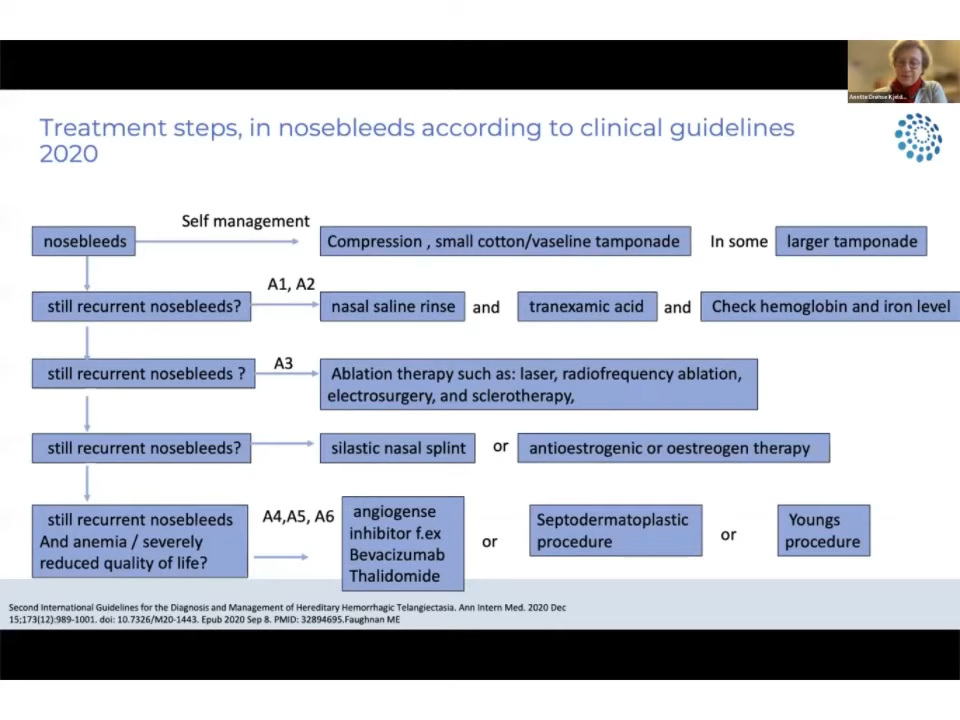 Annette Drøhse Kjeld...
Treatment steps, in nosebleeds according to clinical guidelines
2020
Self management
nosebleeds
Compression , small cotton/vaseline tamponade
In some
larger tamponade
A1, A2
still recurrent nosebleeds?
nasal saline rinse
and
tranexamic acid
and
Check hemoglobin and iron level
A3
still recurrent nosebleeds ?
Ablation therapy such as: laser, radiofrequency ablation,
electrosurgery, and sclerotherapy,
still recurrent nosebleeds?
silastic nasal splint
or
antioestrogenic or oestreogen therapy
still recurrent nosebleeds
And anemia / severely
reduced quality of life?
A4,A5, A6
angiogense
inhibitor f.ex
Bevacizumab
Thalidomide
or
Septodermatoplastic
procedure
or
Youngs
procedure
Second International Guidelines for the Diagnosis and Management of Hereditary Hemorrhagic Telangiectasia. Ann Intern Med. 2020 Dec
15;173(12):989-1001. doi: 10.7326/M20-1443. Epub 2020 Sep 8. PMID: 32894695.Faughnan ME